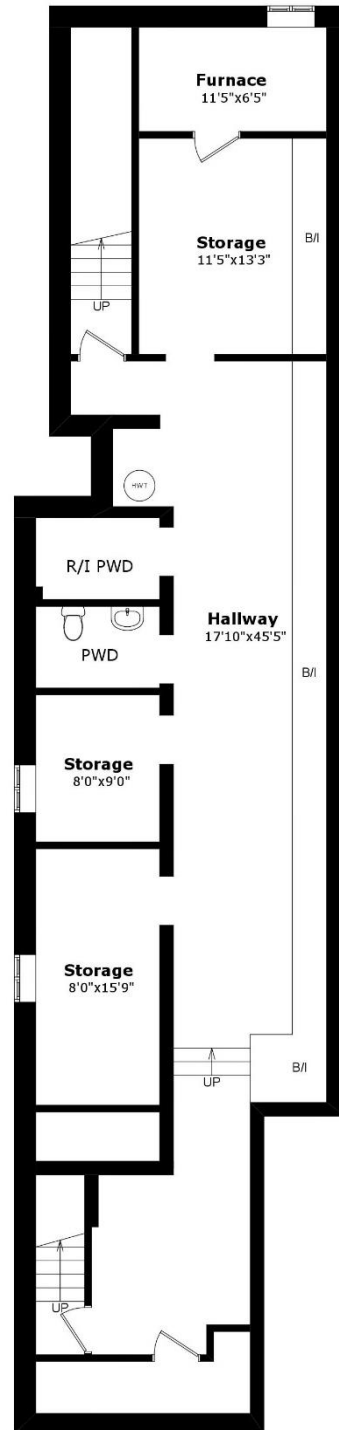 Furnace
11'5"x6'5"
Storage
11'5"x13'3"
B/I
UP
HWT
R/I PWD
Hallway
17'10"x45'5"
PWD
B/I
Storage
8'0"x9'0"
Storage
8'0"x15'9"
B/I
UP
UP